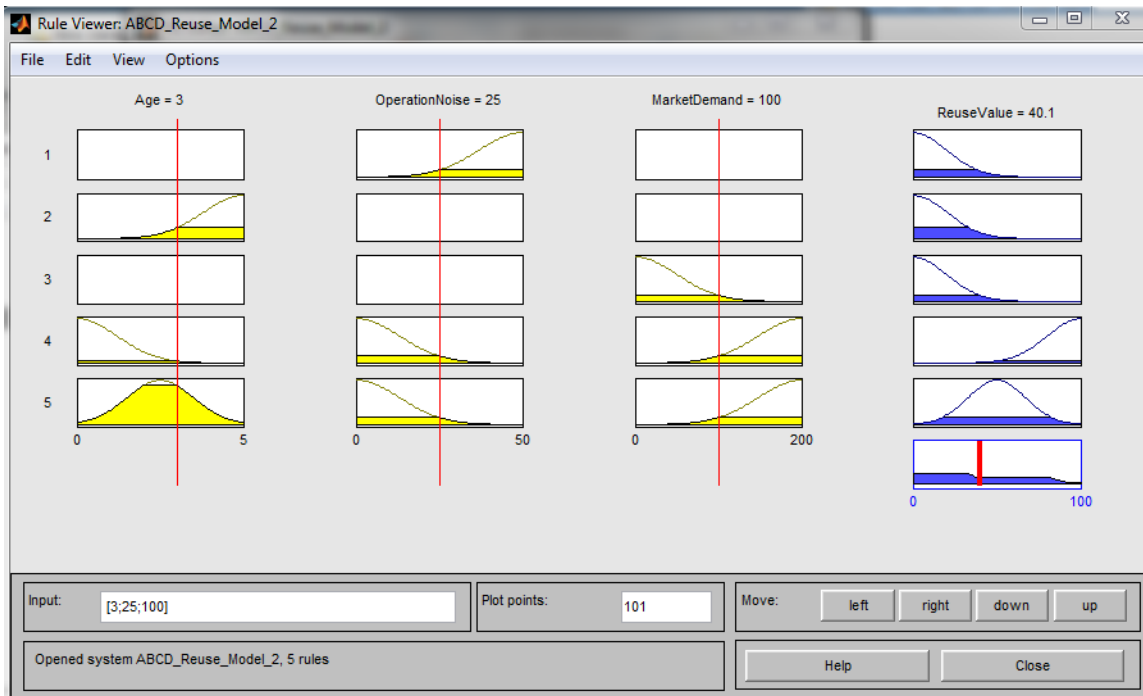 Rule Viewer: ABCD_Reuse_Model_2
File Edit View Options
Age = 3 OperationNoise = 25 MarketDemand = 100 ReuseValue = 40.1
1
2
3
4
5
0 5 0 50 0 200
0 100
Input: [3;25;100] Plot points: 101 Move: left right down up
Opened system ABCD_Reuse_Model_2, 5 rules Help Close